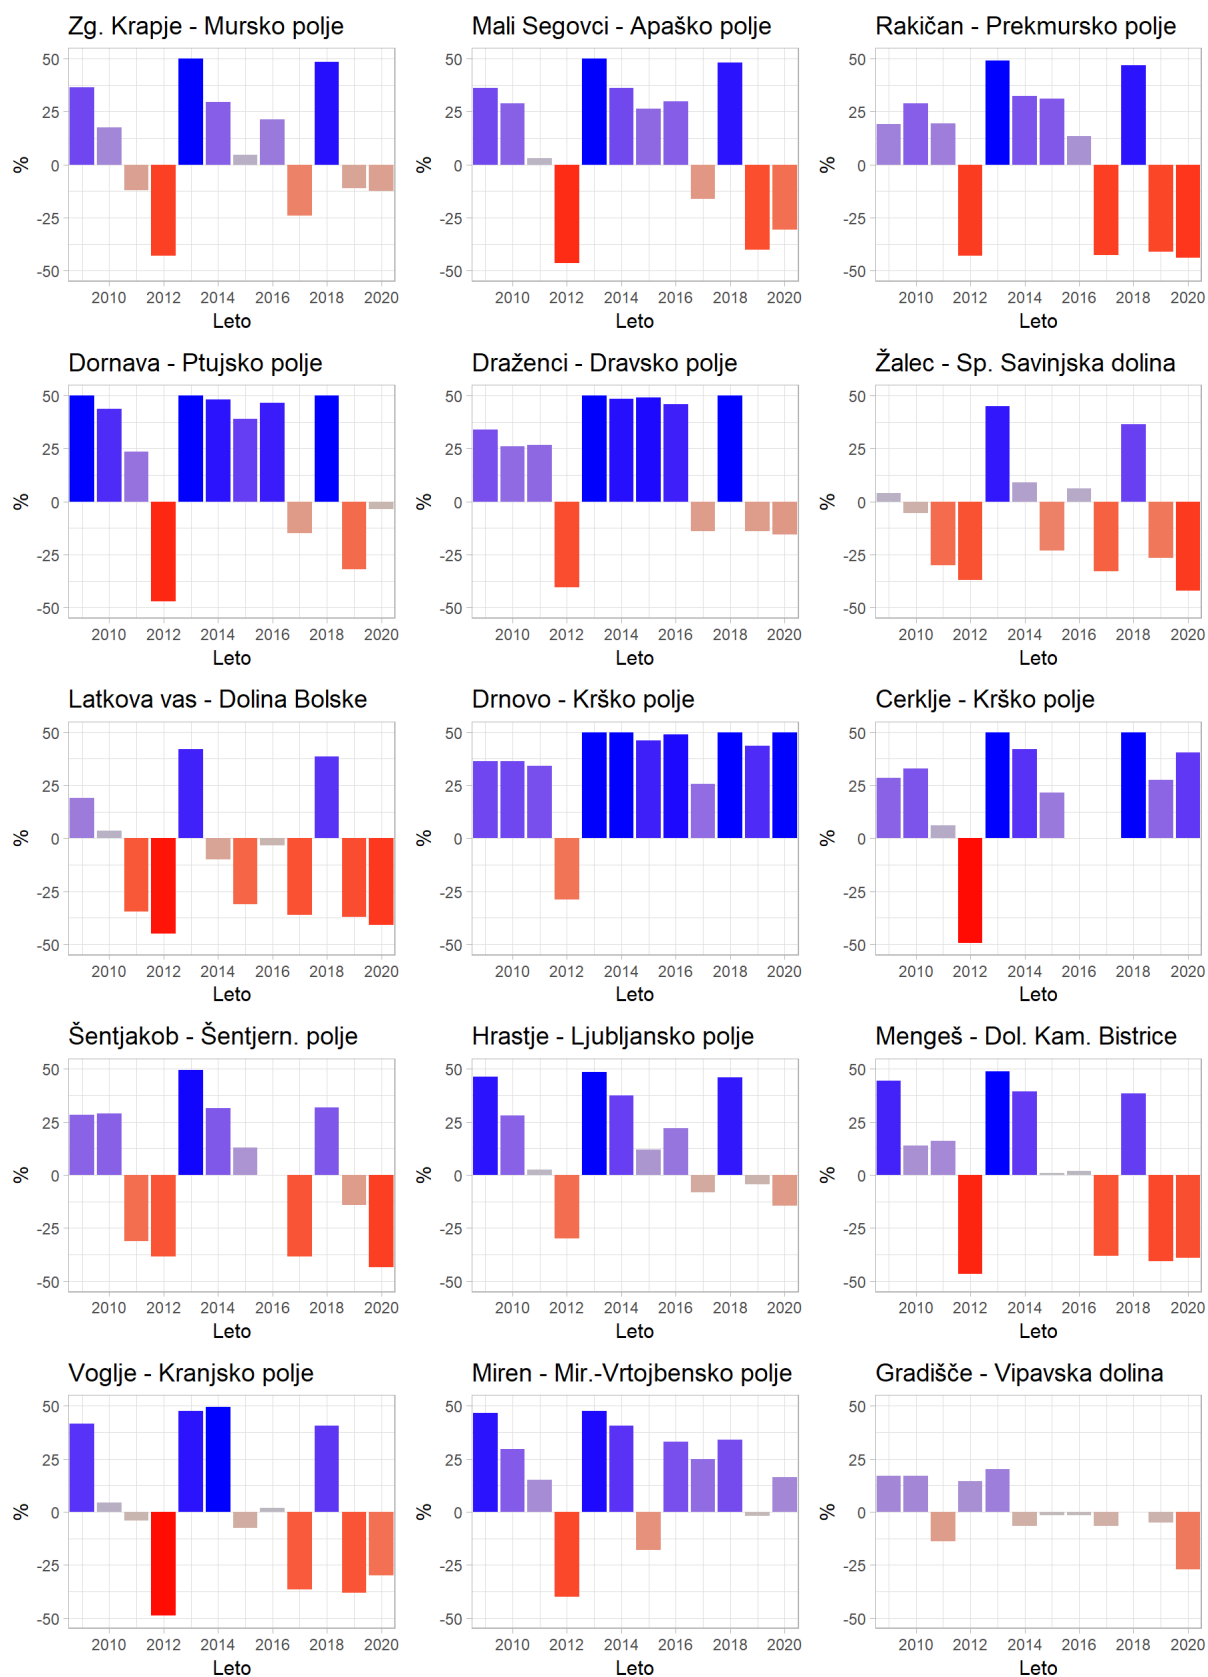 Zg. Krapje - Mursko polje
50
25
0
-25
-50
%
2010 2012 2014 2016 2018 2020
Leto
Mali Segovci - Apaško polje
50
25
0
-25
-50
%
2010 2012 2014 2016 2018 2020
Leto
Rakičan - Prekmursko polje
50
25
0
-25
-50
%
2010 2012 2014 2016 2018 2020
Leto
Dornava - Ptujsko polje
50
25
0
-25
-50
%
2010 2012 2014 2016 2018 2020
Leto
Draženci - Dravsko polje
50
25
0
-25
-50
%
2010 2012 2014 2016 2018 2020
Leto
Žalec - Sp. Savinjska dolina
50
25
0
-25
-50
%
2010 2012 2014 2016 2018 2020
Leto
Latkova vas - Dolina Bolske
50
25
0
-25
-50
%
2010 2012 2014 2016 2018 2020
Leto
Drnovo - Krško polje
50
25
0
-25
-50
%
2010 2012 2014 2016 2018 2020
Leto
Cerklje - Krško polje
50
25
0
-25
-50
%
2010 2012 2014 2016 2018 2020
Leto
Šentjakob - Šentjern. polje
50
25
0
-25
-50
%
2010 2012 2014 2016 2018 2020
Leto
Hrastje - Ljubljansko polje
50
25
0
-25
-50
%
2010 2012 2014 2016 2018 2020
Leto
Mengeš - Dol. Kam. Bistrice
50
25
0
-25
-50
%
2010 2012 2014 2016 2018 2020
Leto
Voglje - Kranjsko polje
50
25
0
-25
-50
%
2010 2012 2014 2016 2018 2020
Leto
Miren - Mir.-Vrtojbensko polje
50
25
0
-25
-50
%
2010 2012 2014 2016 2018 2020
Leto
Gradišče - Vipavska dolina
50
25
0
-25
-50
%
2010 2012 2014 2016 2018 2020
Leto